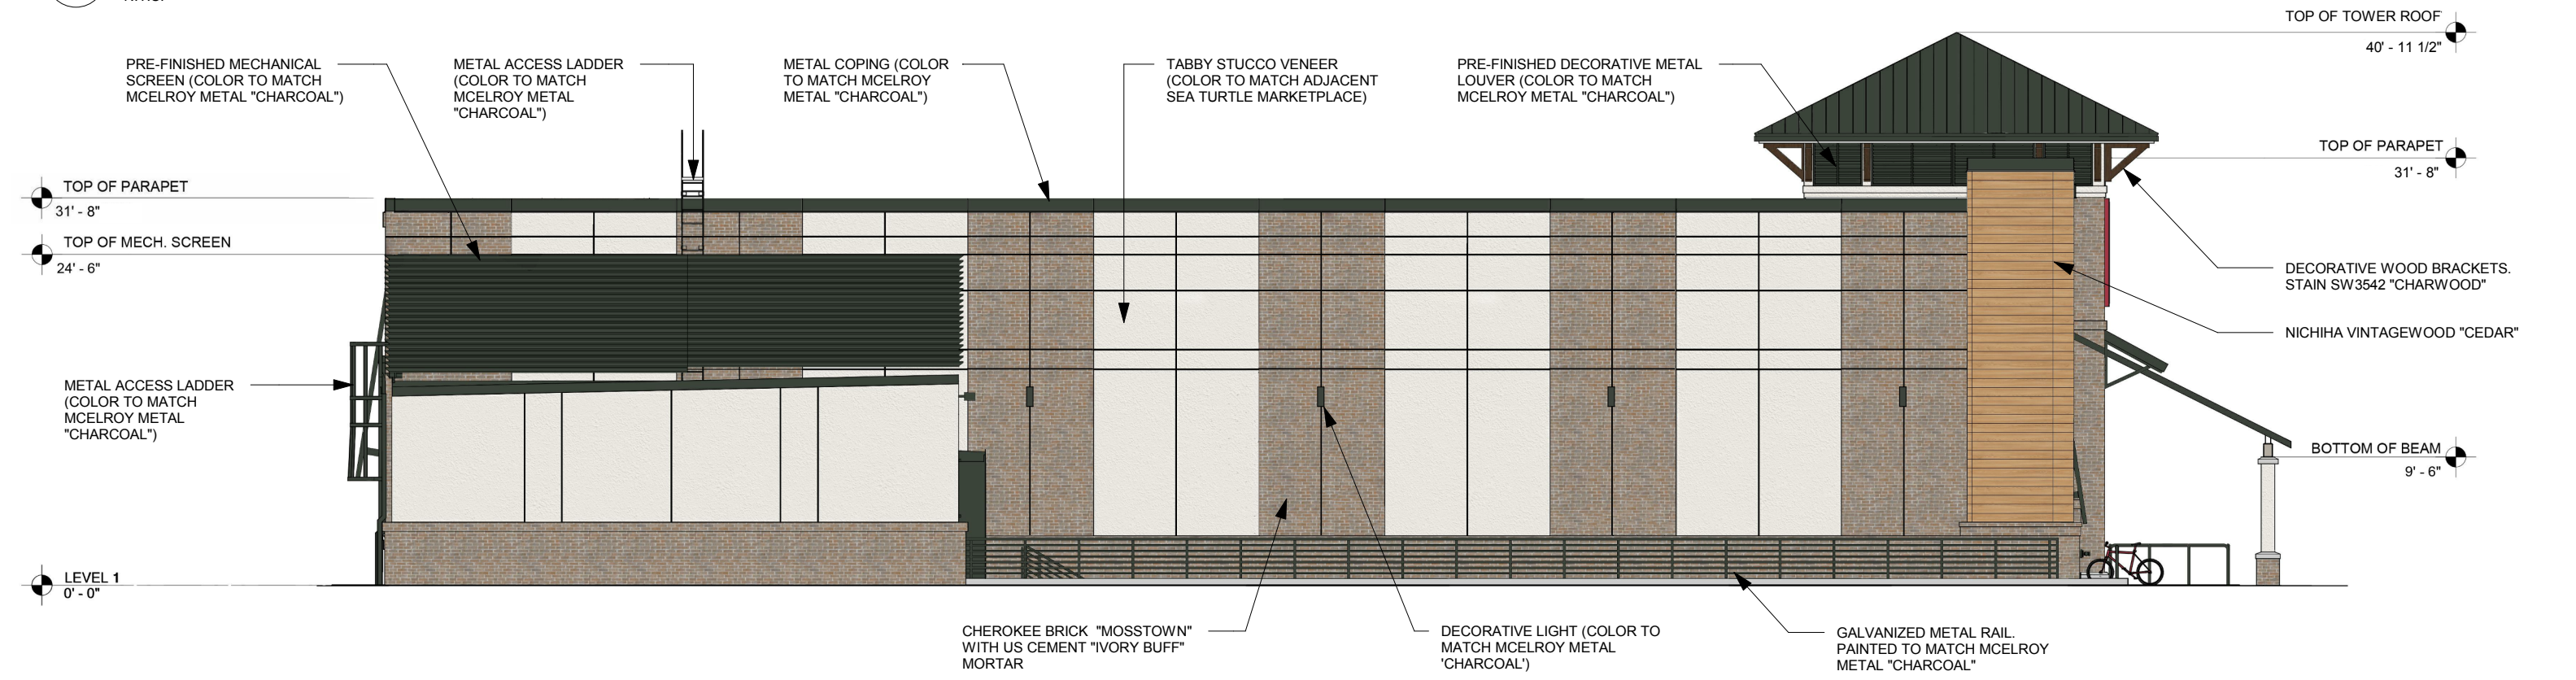 TOP OF TOWER ROOF
40' - 11 1/2"
PRE-FINISHED MECHANICAL
SCREEN (COLOR TO MATCH
MCELROY METAL "CHARCOAL")
METAL ACCESS LADDER
(COLOR TO MATCH
MCELROY METAL
"CHARCOAL")
METAL COPING (COLOR
TO MATCH MCELROY
METAL "CHARCOAL")
TABBY STUCCO VENEER
(COLOR TO MATCH ADJACENT
SEA TURTLE MARKETPLACE)
PRE-FINISHED DECORATIVE METAL
LOUVER (COLOR TO MATCH
MCELROY METAL "CHARCOAL")
TOP OF PARAPET
31' - 8"
TOP OF PARAPET
31' - 8"
TOP OF MECH. SCREEN
24' - 6"
DECORATIVE WOOD BRACKETS.
STAIN SW3542 "CHARWOOD"
NICHIHA VINTAGEWOOD "CEDAR"
METAL ACCESS LADDER
(COLOR TO MATCH
MCELROY METAL
"CHARCOAL")
BOTTOM OF BEAM
9' - 6"
LEVEL 1
0' - 0"
CHEROKEE BRICK "MOSSTOWN"
WITH US CEMENT "IVORY BUFF"
MORTAR
DECORATIVE LIGHT (COLOR TO
MATCH MCELROY METAL
'CHARCOAL')
GALVANIZED METAL RAIL.
PAINTED TO MATCH MCELROY
METAL "CHARCOAL"